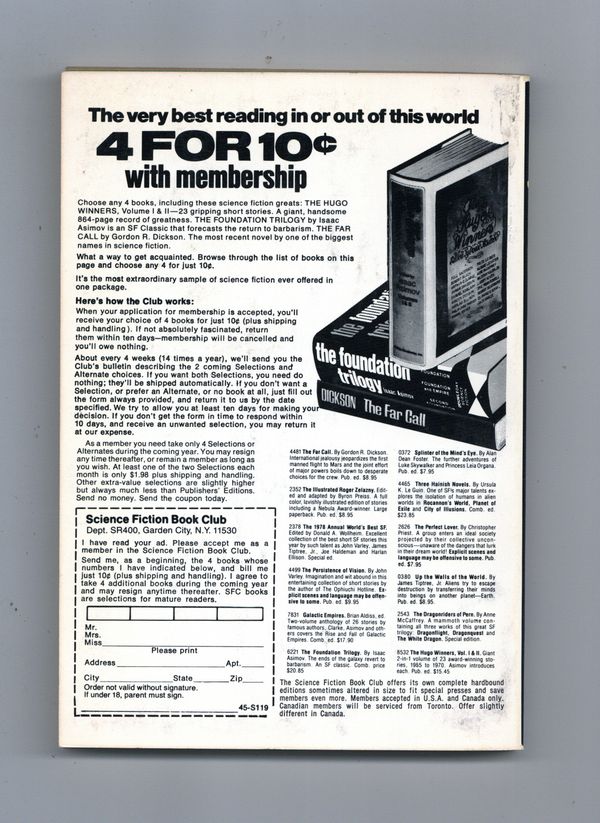 The very best reading in or out of this world
4 FOR 10¢
with membership
Choose any 4 books, including these science fiction greats: THE HUGO
WINNERS, Volume I & II—23 gripping short stories. A giant, handsome
864-page record of greatness. THE FOUNDATION TRILOGY by Isaac
Asimov is an SF Classic that forecasts the return to barbarism. THE FAR
CALL by Gordon R. Dickson. The most recent novel by one of the biggest
names in science fiction.
What a way to get acquainted. Browse through the list of books on this
page and choose any 4 for just 10¢.
It's the most extraordinary sample of science fiction ever offered in
one package.
Here's how the Club works:
When your application for membership is accepted, you'll
receive your choice of 4 books for just 10¢ (plus shipping
and handling). If not absolutely fascinated, return
them within ten days—membership will be cancelled and
you'll owe nothing.
About every 4 weeks (14 times a year), we'll send you the
Club's bulletin describing the 2 coming Selections and
Alternate choices. If you want both Selections, you need do
nothing; they'll be shipped automatically. If you don't want a
Selection, or prefer an Alternate, or no book at all, just fill out
the form always provided, and return it to us by the date
specified. We try to allow you at least ten days for making your
decision. If you don't get the form in time to respond within
10 days, and receive an unwanted selection, you may return it
at our expense.
As a member you need take only 4 Selections or
Alternates during the coming year. You may resign
any time thereafter, or remain a member as long as
you wish. At least one of the two Selections each
month is only $1.98 plus shipping and handling.
Other extra-value selections are slightly higher
but always much less than Publishers' Editions.
Send no money. Send the coupon today.
Science Fiction Book Club
Dept. SR400, Garden City, N.Y. 11530
I have read your ad. Please accept me as a
member in the Science Fiction Book Club.
Send me, as a beginning, the 4 books whose
numbers I have indicated below, and bill me
just 10¢ (plus shipping and handling). I agree to
take 4 additional books during the coming year
and may resign anytime thereafter. SFC books
are selections for mature readers.
Mr.
Mrs.
Miss
Please print
Address Apt.
City State Zip
Order not valid without signature.
If under 18, parent must sign.
45-S119
the foundation
trilogy isaac asimov
DICKSON The Far Call
FOUNDATION
FOUNDATION
AND EMPIRE
SECOND
The Hugo
Winners
isaac
asimov
4481 The Far Call. By Gordon R. Dickson.
International jealousy jeopardizes the first
manned flight to Mars and the joint effort
of major powers boils down to desperate
choices for the crew. Pub. ed. $8.95
2352 The Illustrated Roger Zelazny. Edit-
ed and adapted by Byron Preiss. A full
color, lavishly illustrated edition of stories
including a Nebula Award-winner. Large
paperback. Pub. ed. $8.95
2378 The 1978 Annual World's Best SF.
Edited by Donald A. Wollheim. Excellent
collection of the best short SF stories this
year by such talent as John Varley, James
Tiptree, Jr., Joe Haldeman and Harlan
Ellison. Special ed.
4499 The Persistence of Vision. By John
Varley. Imagination and wit abound in this
entertaining collection of short stories by
the author of The Ophiuchi Hotline. Ex-
plicit scenes and language may be offen-
sive to some. Pub. ed. $9.95
7831 Galactic Empires. Brian Aldiss, ed.
Two-volume anthology of 26 stories by
famous authors, Clarke, Asimov and oth-
ers covers the Rise and Fall of Galactic
Empires. Comb. ed. $17.90
6221 The Foundation Trilogy. By Isaac
Asimov. The ends of the galaxy revert to
barbarism. An SF classic. Comb. price
$20.85
0372 Splinter of the Mind's Eye. By Alan
Dean Foster. The further adventures of
Luke Skywalker and Princess Leia Organa.
Pub. ed. $7.95
4465 Three Hainish Novels. By Ursula
K. Le Guin. One of SF's major talents ex-
plores the isolation of humans in alien
worlds in Rocannon's World, Planet of
Exile and City of Illusions. Comb. ed.
$23.85
2626 The Perfect Lover. By Christopher
Priest. A group enters an ideal society
projected by their collective uncon-
scious—unaware of the dangers that lurk
in their dream world! Explicit scenes and
language may be offensive to some. Pub.
ed. $7.95
0380 Up the Walls of the World. By
James Tiptree, Jr. Aliens try to escape
destruction by transferring their minds
into beings on another planet—Earth.
Pub. ed. $8.95
2543 The Dragonriders of Pern. By Anne
McCaffrey. A mammoth volume con-
taining all three works of this great SF
trilogy: Dragonflight, Dragonquest and
The White Dragon. Special edition.
8532 The Hugo Winners, Vol. I & II. Giant
2-in-1 volume of 23 award-winning sto-
ries, 1955 to 1970. Asimov introduces
each. Pub. ed. $15.45
The Science Fiction Book Club offers its own complete hardbound
editions sometimes altered in size to fit special presses and save
members even more. Members accepted in U.S.A. and Canada only.
Canadian members will be serviced from Toronto. Offer slightly
different in Canada.